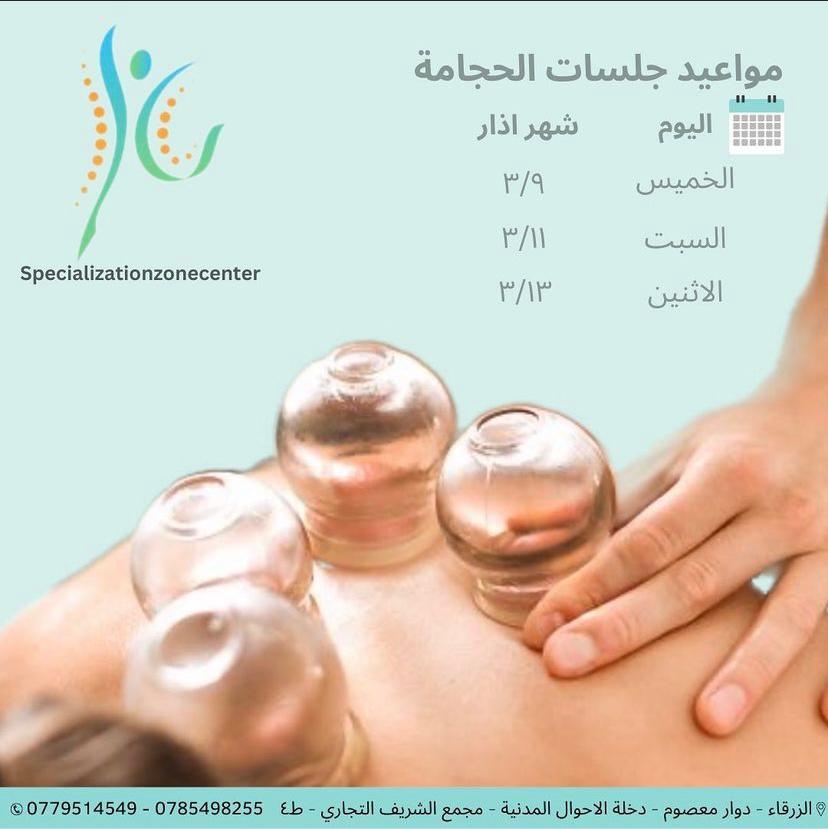 مواعيد جلسات الحجامة
اليوم شهر اذار
الخميس ٣/٩
السبت ٣/١١
الاثنين ٣/١٣
Specializationzonecenter
الزرقاء - دوار معصوم - دخلة الاحوال المدنية - مجمع الشريف التجاري - ط٤ 0785498255 - 0779514549